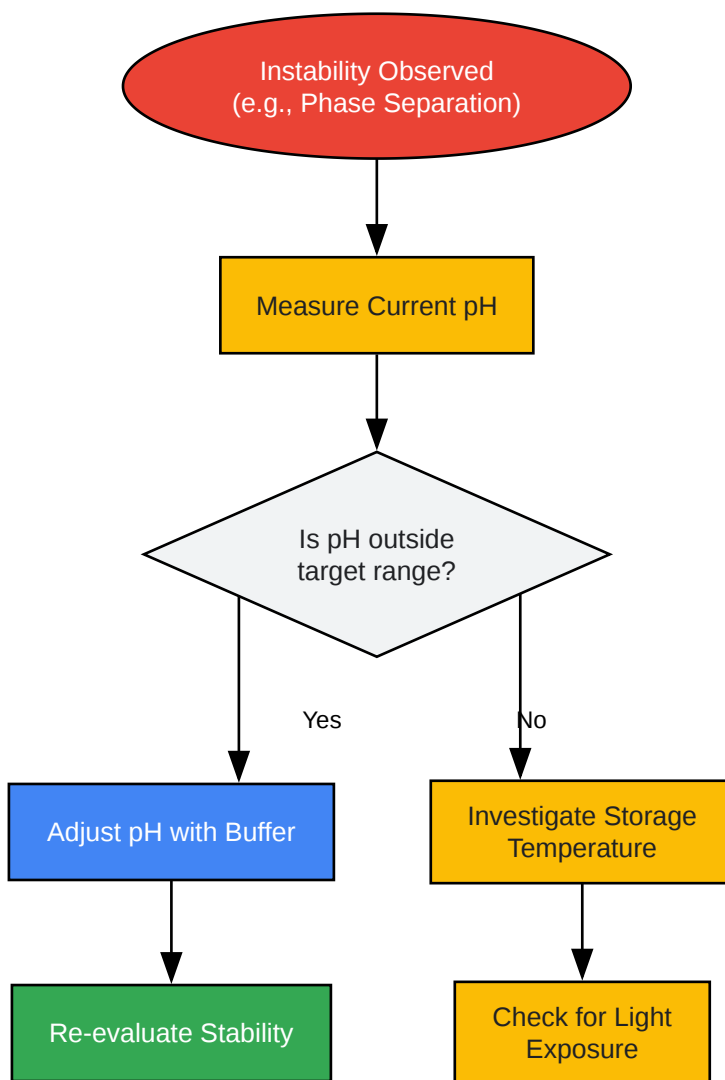 Instability Observed
(e.g., Phase Separation)
Measure Current pH
Is pH outside
target range?
Yes
No
Adjust pH with Buffer
Investigate Storage
Temperature
Re-evaluate Stability
Check for Light
Exposure